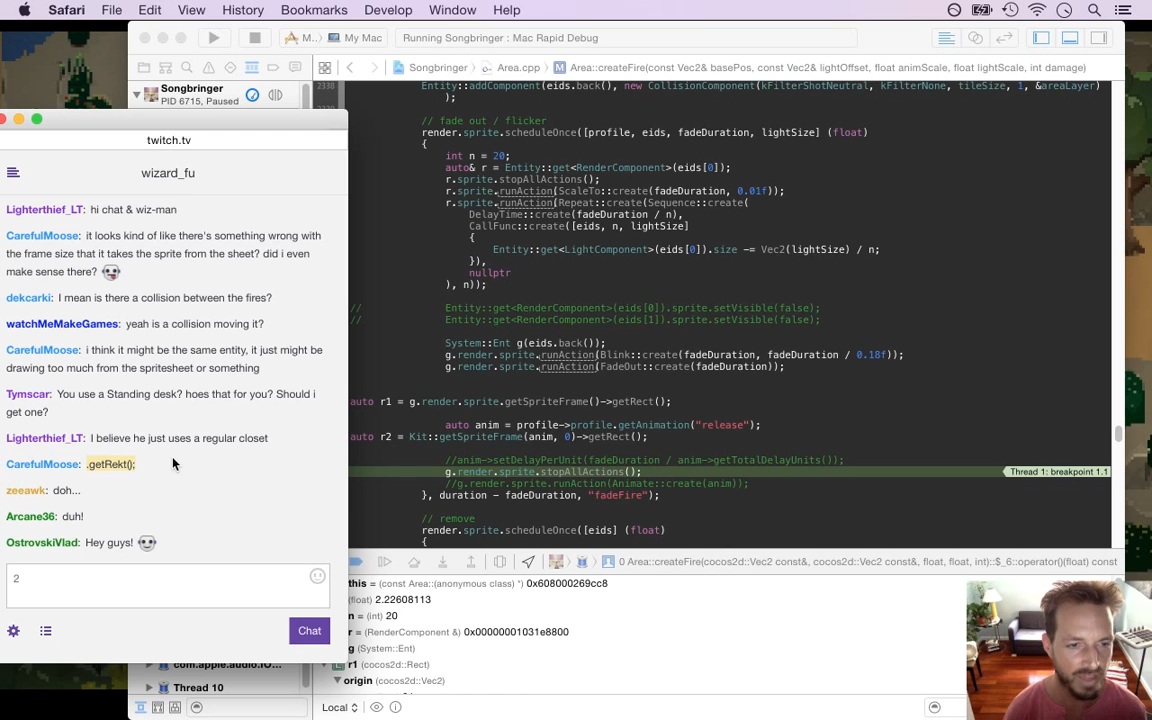 Safari File Edit View History Bookmarks Develop Window Help
M.. My Mac
Running Songbringer : Mac Rapid Debug
Songbringer
Area.cpp
Area::createFire(const Vec2& basePos, const Vec2& lightOffset, float animScale, float lightScale, int damage)
Songbringer
PID 6715, Paused
2338
Entity::addComponent(eids.back(), new CollisionComponent(kFilterShotNeutral, kFilterNone, tileSize, 1, &areaLayer)
);
// fade out / flicker
render.sprite.scheduleOnce([profile, eids, fadeDuration, lightSize] (float)
{
int n = 20;
auto& r = Entity::get<RenderComponent>(eids[0]);
r.sprite.stopAllActions();
r.sprite.runAction(ScaleTo::create(fadeDuration, 0.01f));
r.sprite.runAction(Repeat::create(Sequence::create(
DelayTime::create(fadeDuration / n),
CallFunc::create([eids, n, lightSize]
{
Entity::get<LightComponent>(eids[0]).size -= Vec2(lightSize) / n;
}),
nullptr
), n));
// Entity::get<RenderComponent>(eids[0]).sprite.setVisible(false);
// Entity::get<RenderComponent>(eids[1]).sprite.setVisible(false);
System::Ent g(eids.back());
g.render.sprite.runAction(Blink::create(fadeDuration, fadeDuration / 0.18f));
g.render.sprite.runAction(FadeOut::create(fadeDuration));
auto r1 = g.render.sprite.getSpriteFrame()->getRect();
auto anim = profile->profile.getAnimation("release");
auto r2 = Kit::getSpriteFrame(anim, 0)->getRect();
//anim->setDelayPerUnit(fadeDuration / anim->getTotalDelayUnits());
g.render.sprite.stopAllActions();
Thread 1: breakpoint 1.1
//g.render.sprite.runAction(Animate::create(anim));
}, duration - fadeDuration, "fadeFire");
// remove
render.sprite.scheduleOnce([eids] (float)
{
0 Area::createFire(cocos2d::Vec2 const&, cocos2d::Vec2 const&, float, float, int)::$_6::operator()(float) const
this = (const Area::(anonymous class) *) 0x608000269cc8
(float) 2.22608113
n = (int) 20
r = (RenderComponent &) 0x00000001031e8800
g (System::Ent)
r1 (cocos2d::Rect)
origin (cocos2d::Vec2)
Local
twitch.tv
wizard_fu
Lighterthief_LT: hi chat & wiz-man
CarefulMoose: it looks kind of like there's something wrong with
the frame size that it takes the sprite from the sheet? did i even
make sense there?
dekcarki: I mean is there a collision between the fires?
watchMeMakeGames: yeah is a collision moving it?
CarefulMoose: i think it might be the same entity, it just might be
drawing too much from the spritesheet or something
Tymscar: You use a Standing desk? hoes that for you? Should i
get one?
Lighterthief_LT: I believe he just uses a regular closet
CarefulMoose: .getRekt();
zeeawk: doh...
Arcane36: duh!
OstrovskiVlad: Hey guys!
2
Chat
com.apple.audio.IO...
Thread 10